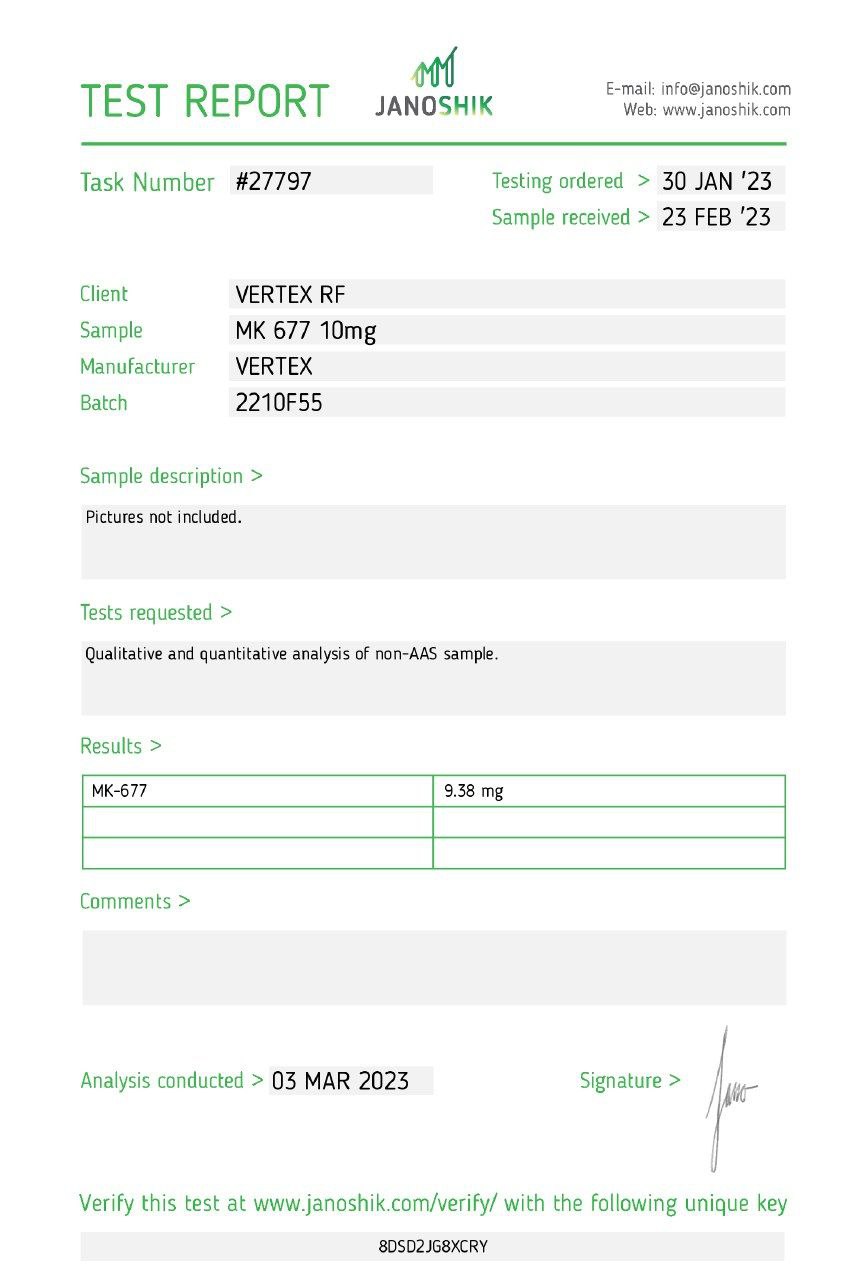 TEST REPORT
JANOSHIK
E-mail: info@janoshik.com
Web: www.janoshik.com
Task Number #27797
Testing ordered > 30 JAN '23
Sample received > 23 FEB '23
Client VERTEX RF
Sample MK 677 10mg
Manufacturer VERTEX
Batch 2210F55
Sample description >
Pictures not included.
Tests requested >
Qualitative and quantitative analysis of non-AAS sample.
Results >
MK-677 9.38 mg
Comments >
Analysis conducted > 03 MAR 2023
Signature > Jano
Verify this test at www.janoshik.com/verify/ with the following unique key
8DSD2JG8XCRY